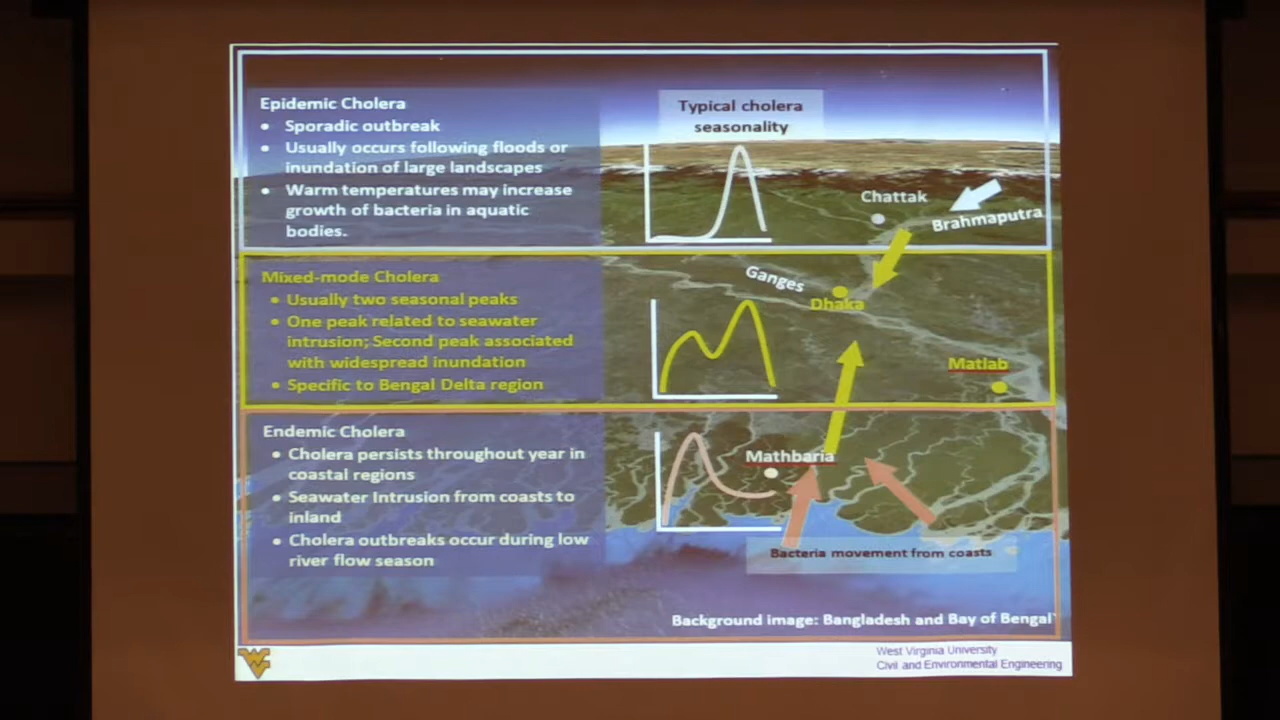 Epidemic Cholera
• Sporadic outbreak
• Usually occurs following floods or
inundation of large landscapes
• Warm temperatures may increase
growth of bacteria in aquatic
bodies.
Typical cholera
seasonality
Chattak
Brahmaputra
Mixed-mode Cholera
• Usually two seasonal peaks
• One peak related to seawater
intrusion; Second peak associated
with widespread inundation
• Specific to Bengal Delta region
Ganges
Dhaka
Matlab
Endemic Cholera
• Cholera persists throughout year in
coastal regions
• Seawater Intrusion from coasts to
inland
• Cholera outbreaks occur during low
river flow season
Mathbaria
Bacteria movement from coasts
Background image: Bangladesh and Bay of Bengal
West Virginia University
Civil and Environmental Engineering